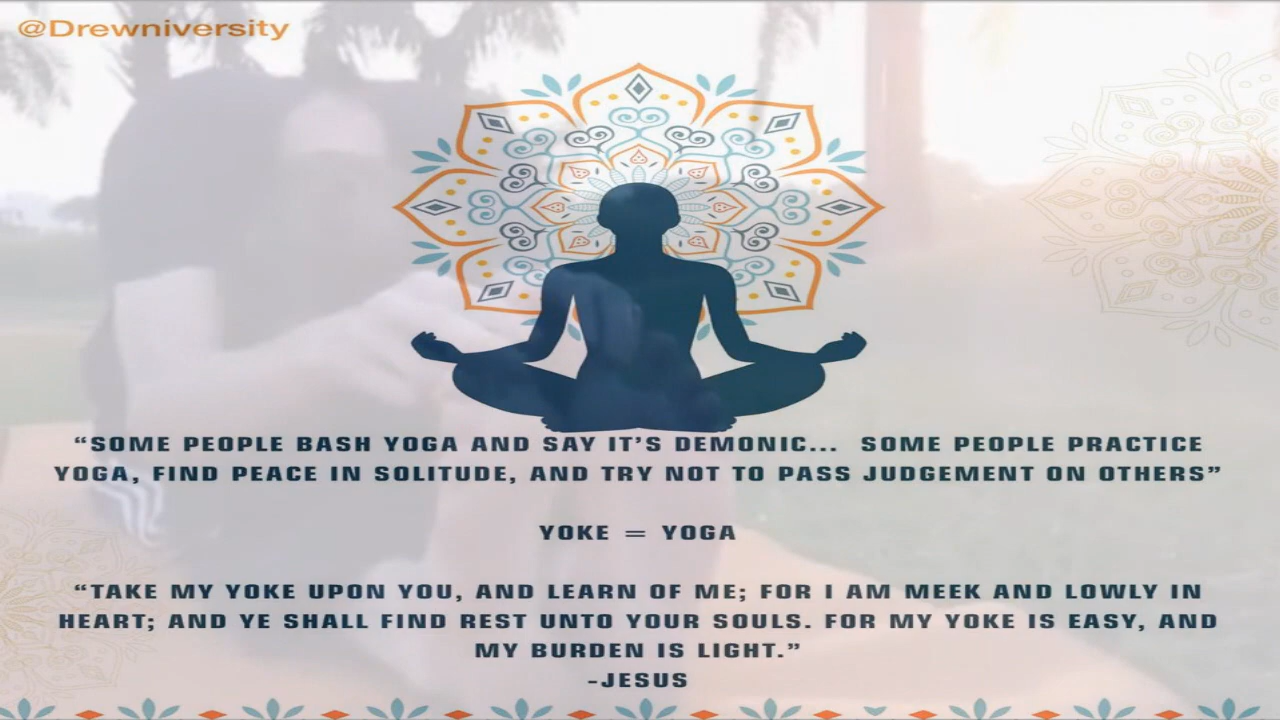 @Drewniversity
“SOME PEOPLE BASH YOGA AND SAY IT’S DEMONIC...  SOME PEOPLE PRACTICE
YOGA, FIND PEACE IN SOLITUDE, AND TRY NOT TO PASS JUDGEMENT ON OTHERS”
YOKE = YOGA
“TAKE MY YOKE UPON YOU, AND LEARN OF ME; FOR I AM MEEK AND LOWLY IN
HEART; AND YE SHALL FIND REST UNTO YOUR SOULS. FOR MY YOKE IS EASY, AND
MY BURDEN IS LIGHT.”
-JESUS